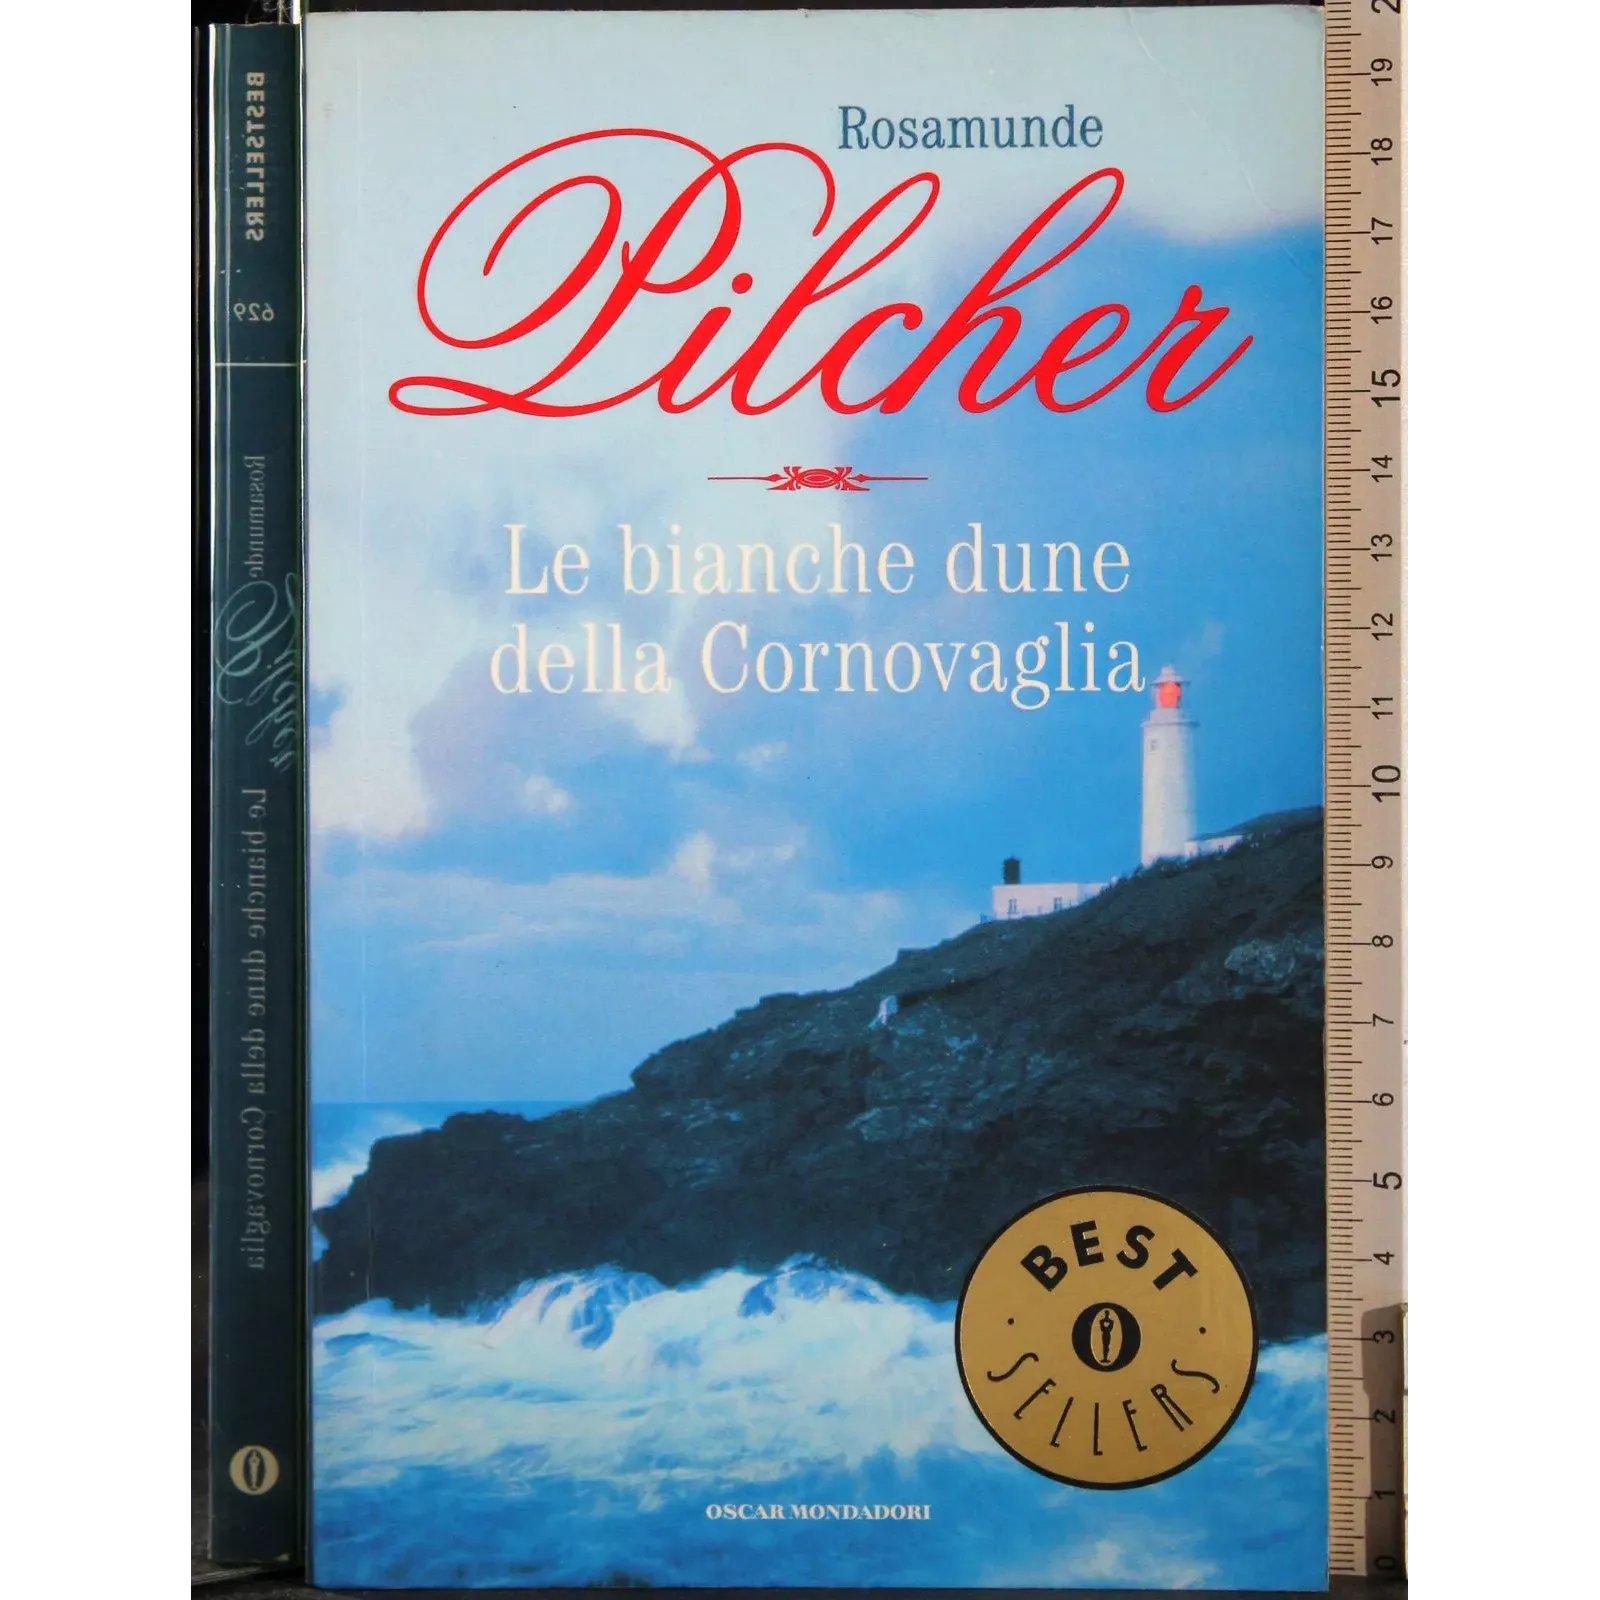 Rosamunde
Pilcher
Le bianche dune
della Cornovaglia
BEST
SELLERS
OSCAR MONDADORI
BESTSELLERS
629
Rosamunde
Pilcher
Le bianche dune della Cornovaglia
2
19
18
17
16
15
14
13
12
11
10
9
8
7
6
5
4
3
2
1
0